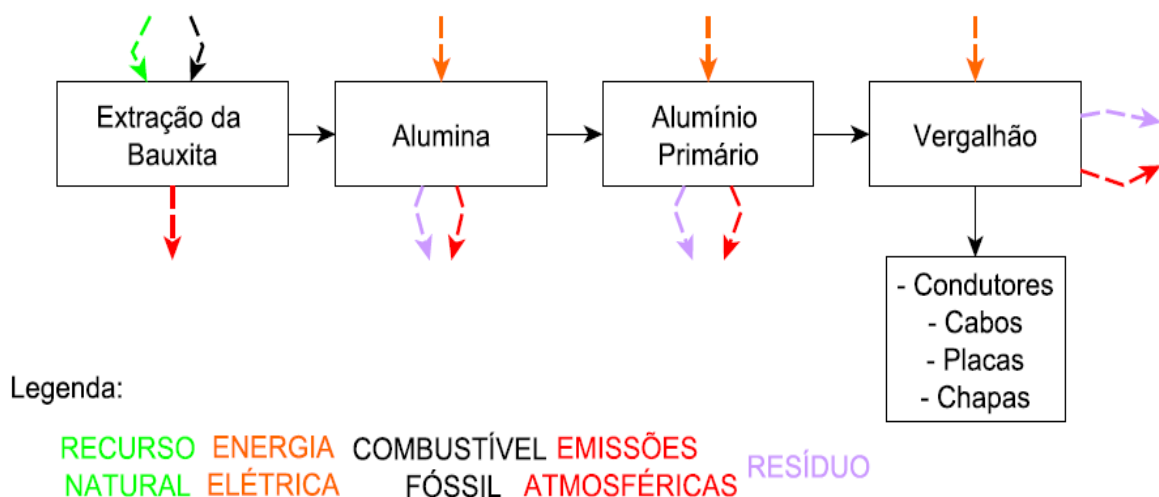 Extração da
Bauxita
Alumina
Alumínio
Primário
Vergalhão
- Condutores
- Cabos
- Placas
- Chapas
Legenda:
RECURSO
NATURAL
ENERGIA
ELÉTRICA
COMBUSTÍVEL
FÓSSIL
EMISSÕES
ATMOSFÉRICAS
RESÍDUO